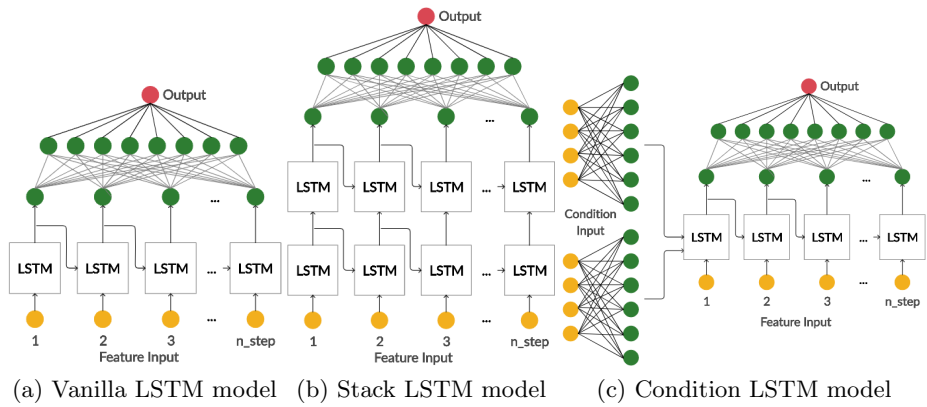 Output
LSTM LSTM LSTM ... LSTM
...
1 2 3 ... n_step
Feature Input
(a) Vanilla LSTM model
Output
...
LSTM LSTM LSTM ... LSTM
LSTM LSTM LSTM ... LSTM
1 2 3 ... n_step
Feature Input
(b) Stack LSTM model
Condition
Input
Output
...
LSTM LSTM LSTM ... LSTM
1 2 3 ... n_step
Feature Input
(c) Condition LSTM model